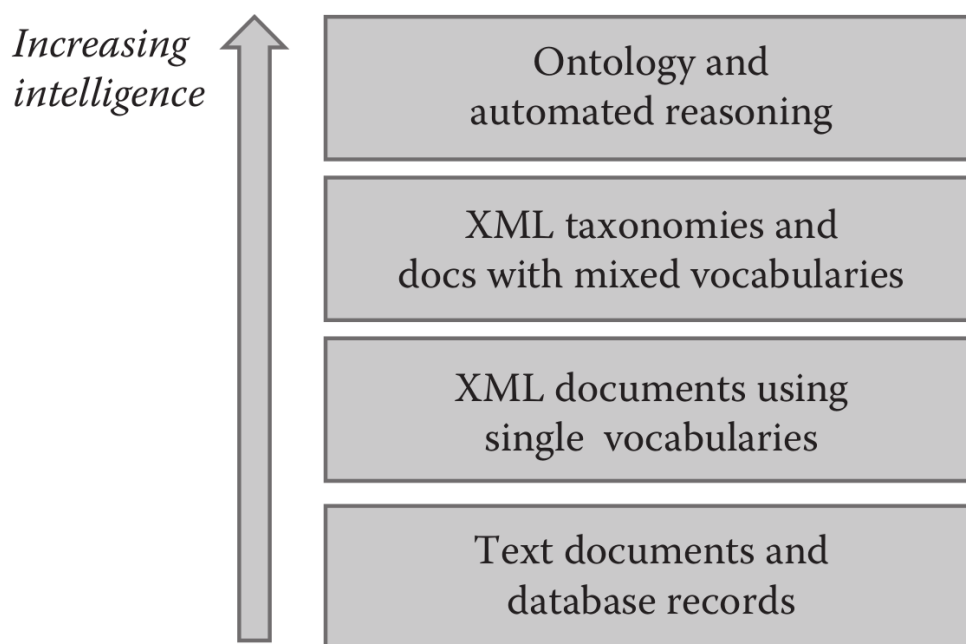 Increasing
intelligence
Ontology and
automated reasoning
XML taxonomies and
docs with mixed vocabularies
XML documents using
single vocabularies
Text documents and
database records